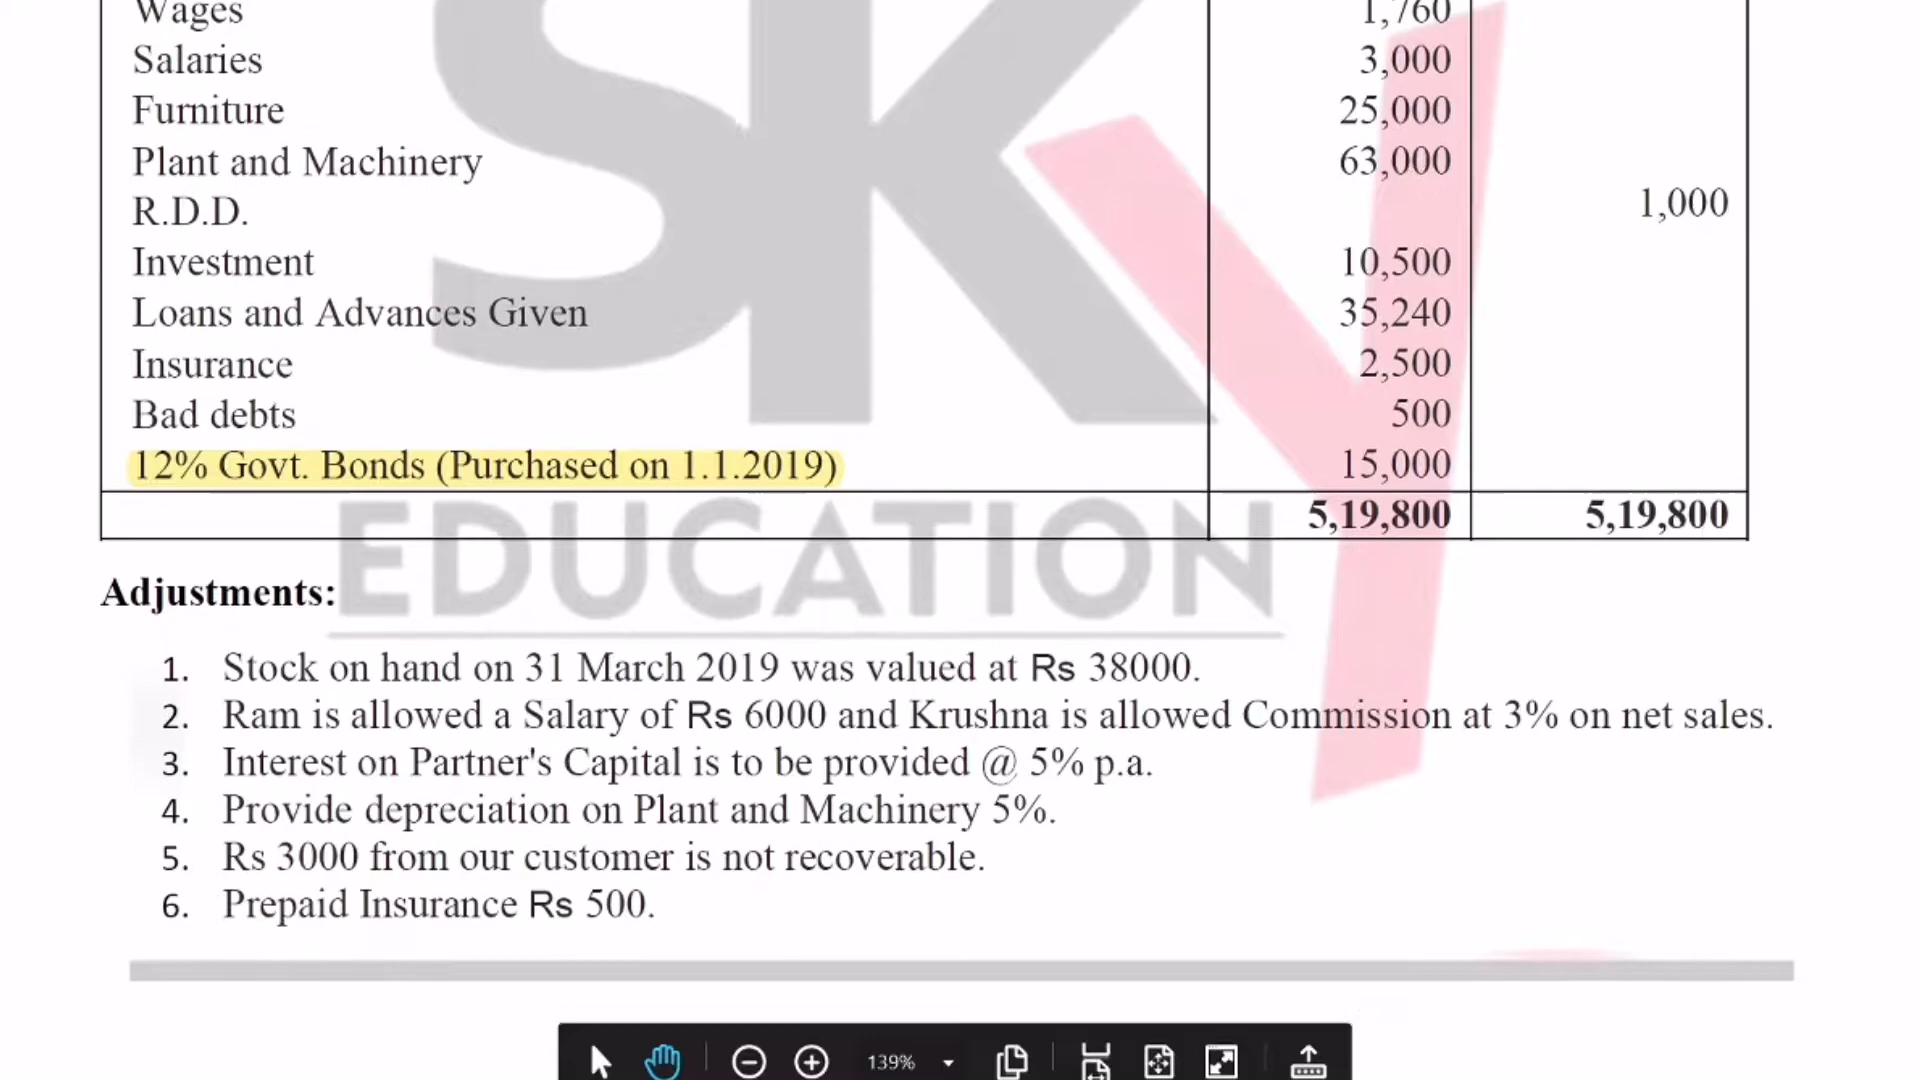 Wages 1,760
Salaries 3,000
Furniture 25,000
Plant and Machinery 63,000
R.D.D. 1,000
Investment 10,500
Loans and Advances Given 35,240
Insurance 2,500
Bad debts 500
12% Govt. Bonds (Purchased on 1.1.2019) 15,000
5,19,800 5,19,800
SKY
EDUCATION
Adjustments:
1. Stock on hand on 31 March 2019 was valued at Rs 38000.
2. Ram is allowed a Salary of Rs 6000 and Krushna is allowed Commission at 3% on net sales.
3. Interest on Partner's Capital is to be provided @ 5% p.a.
4. Provide depreciation on Plant and Machinery 5%.
5. Rs 3000 from our customer is not recoverable.
6. Prepaid Insurance Rs 500.
139%